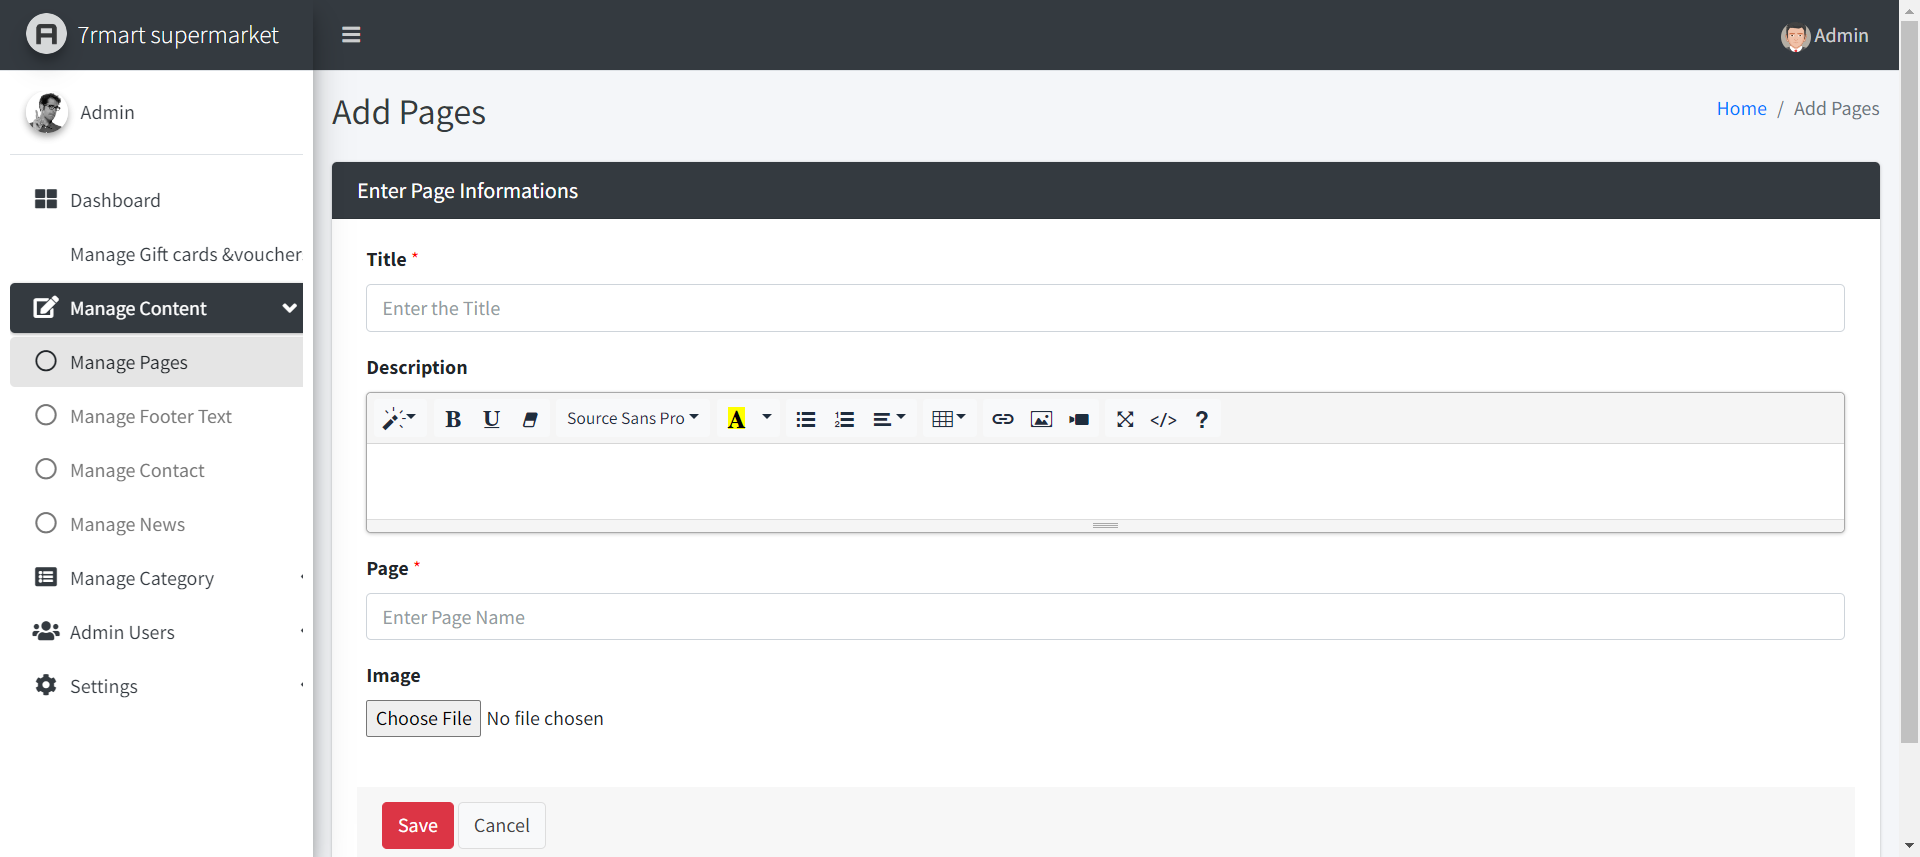 7rmart supermarket
Admin
Admin
Add Pages
Home / Add Pages
Dashboard
Manage Gift cards &voucher
Manage Content
Manage Pages
Manage Footer Text
Manage Contact
Manage News
Manage Category
Admin Users
Settings
Enter Page Informations
Title *
Enter the Title
Description
B U Source Sans Pro A </> ?
Page *
Enter Page Name
Image
Choose File No file chosen
Save Cancel